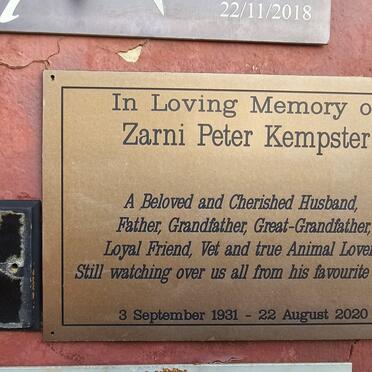 22/11/2018
In Loving Memory o
Zarni Peter Kempster
A Beloved and Cherished Husband,
Father, Grandfather, Great-Grandfather,
Loyal Friend, Vet and true Animal Lover
Still watching over us all from his favourite
3 September 1931 - 22 August 2020